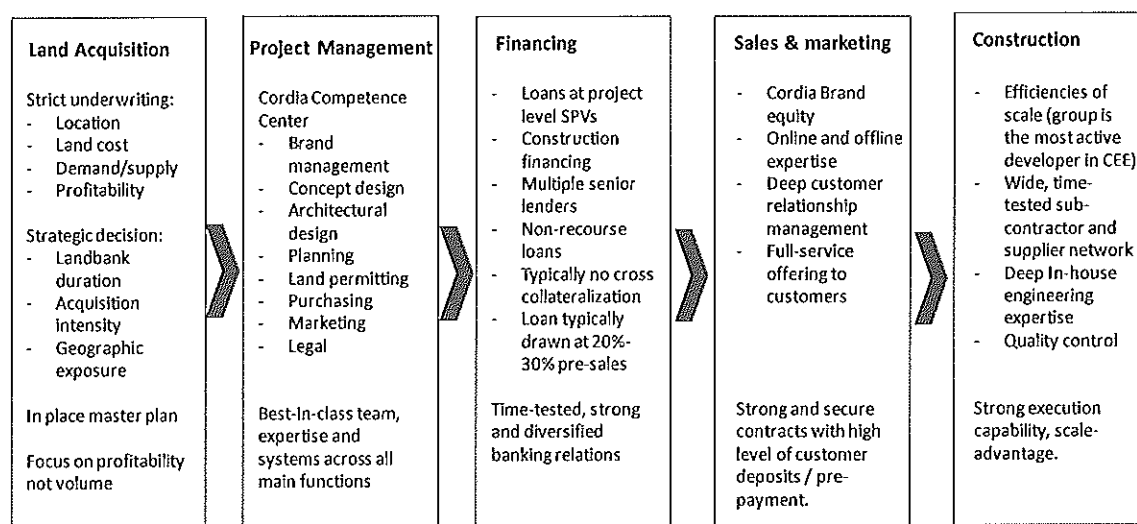 Land Acquisition
Strict underwriting:
- Location
- Land cost
- Demand/supply
- Profitability
Strategic decision:
- Landbank
duration
- Acquisition
intensity
- Geographic
exposure
In place master plan
Focus on profitability
not volume
Project Management
Cordia Competence
Center
- Brand
management
- Concept design
- Architectural
design
- Planning
- Land permitting
- Purchasing
- Marketing
- Legal
Best-in-class team,
expertise and
systems across all
main functions
Financing
- Loans at project
level SPVs
- Construction
financing
- Multiple senior
lenders
- Non-recourse
loans
- Typically no cross
collateralization
- Loan typically
drawn at 20%-
30% pre-sales
Time-tested, strong
and diversified
banking relations
Sales & marketing
- Cordia Brand
equity
- Online and offline
expertise
- Deep customer
relationship
management
- Full-service
offering to
customers
Strong and secure
contracts with high
level of customer
deposits / pre-
payment.
Construction
- Efficiencies of
scale (group is
the most active
developer in CEE)
- Wide, time-
tested sub-
contractor and
supplier network
- Deep In-house
engineering
expertise
- Quality control
Strong execution
capability, scale-
advantage.